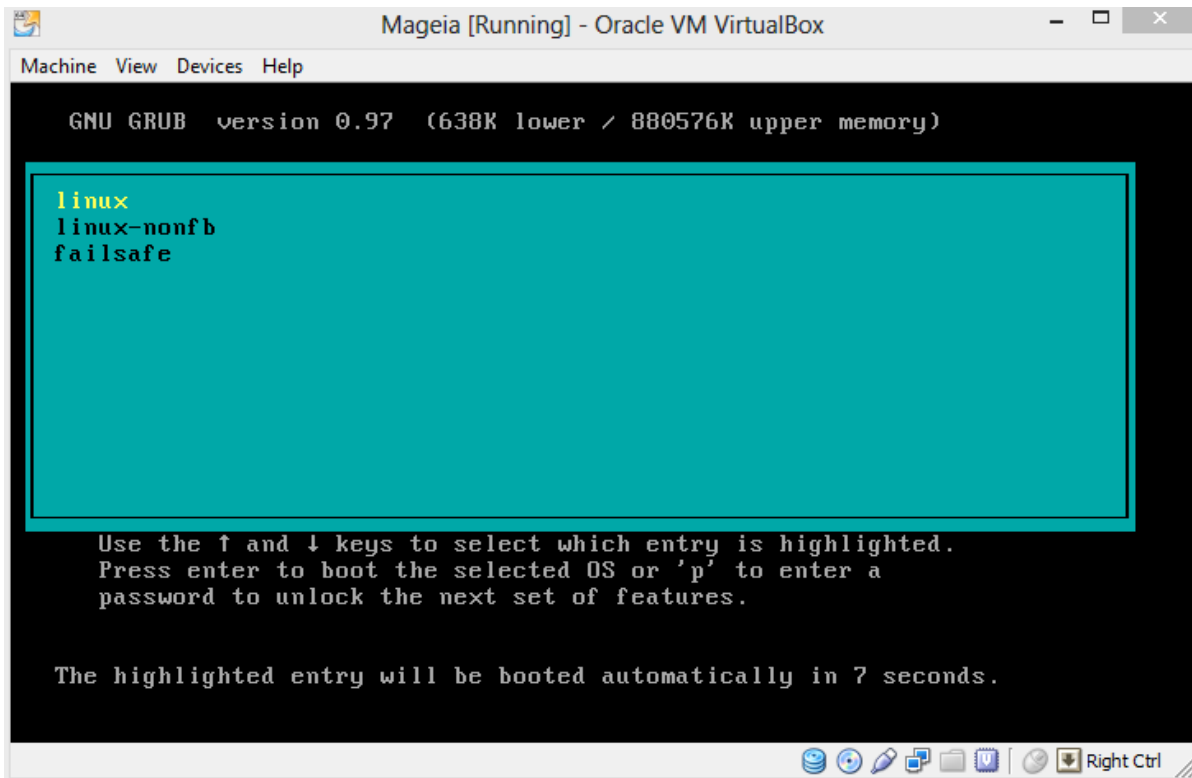 Mageia [Running] - Oracle VM VirtualBox
Machine View Devices Help
GNU GRUB version 0.97 (638K lower / 880576K upper memory)
linux
linux-nonfb
failsafe
Use the ↑ and ↓ keys to select which entry is highlighted.
Press enter to boot the selected OS or 'p' to enter a
password to unlock the next set of features.
The highlighted entry will be booted automatically in 7 seconds.
Right Ctrl